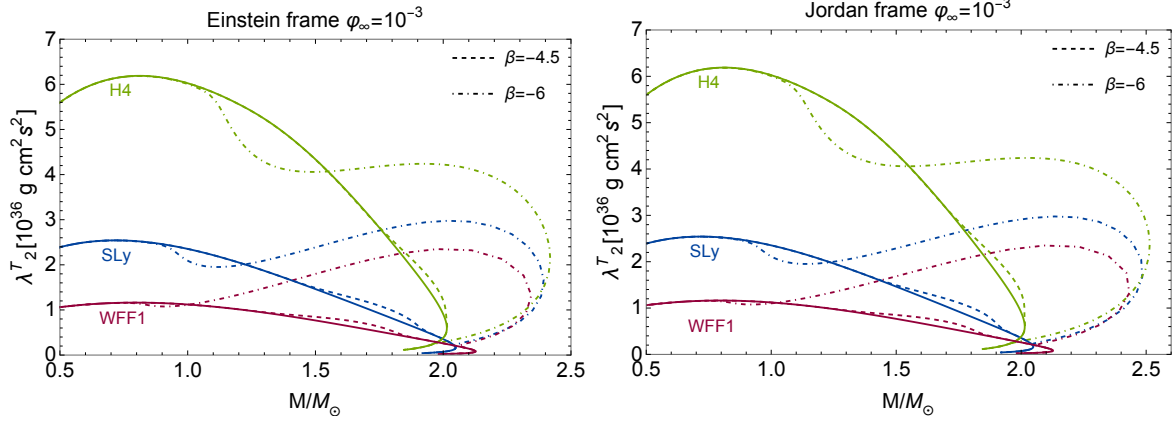 Einstein frame φ∞=10⁻³
λᵀ₂ [10³⁶ g cm² s²]
7
6
5
4
3
2
1
0
H4
SLy
WFF1
β=-4.5
β=-6
0.5 1.0 1.5 2.0 2.5
M/M⊙
Jordan frame φ∞=10⁻³
λᵀ₂ [10³⁶ g cm² s²]
7
6
5
4
3
2
1
0
H4
SLy
WFF1
β=-4.5
β=-6
0.5 1.0 1.5 2.0 2.5
M/M⊙